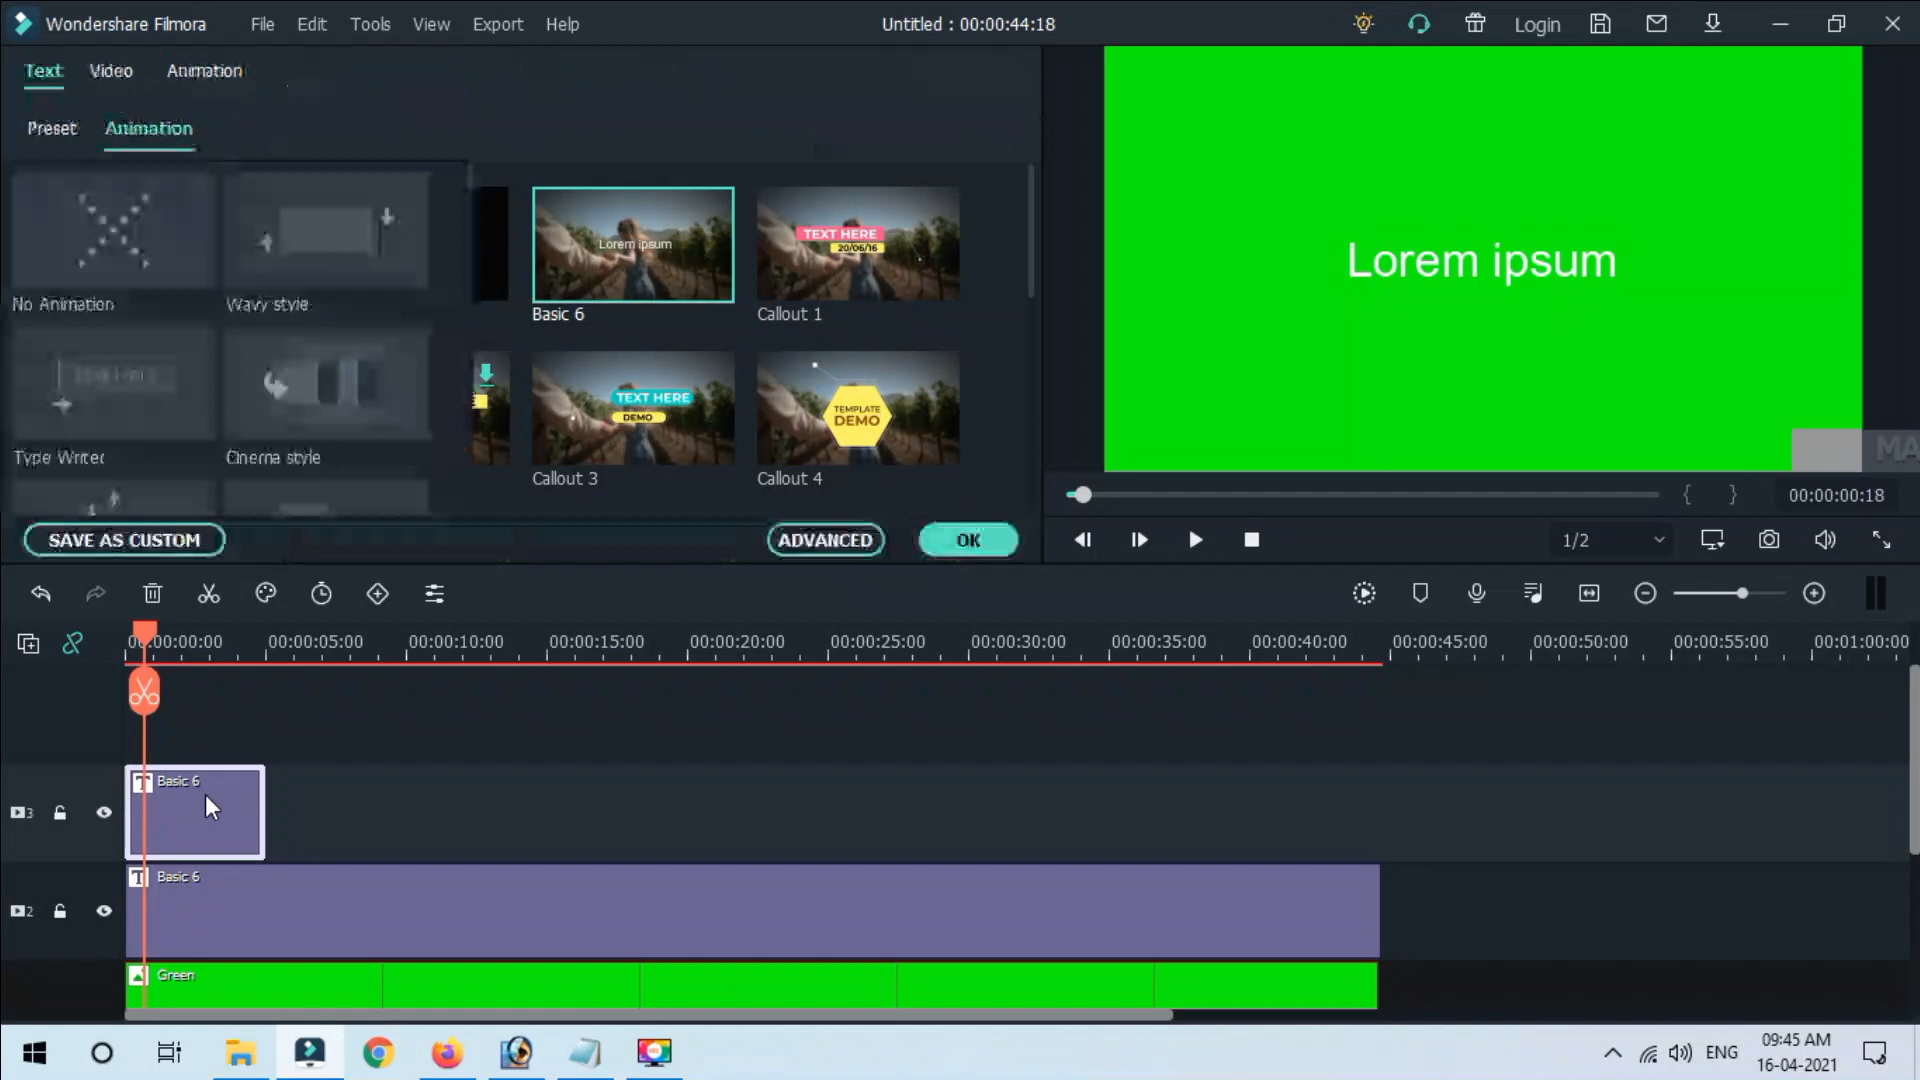 Wondershare Filmora
File
Edit
Tools
View
Export
Help
Untitled : 00:00:44:18
Login
Text
Video
Animation
Preset
Animation
No Animation
Wavy style
Type Writer
Cinema style
Lorem ipsum
Basic 6
TEXT HERE
20/06/16
Callout 1
TEXT HERE
DEMO
Callout 3
TEMPLATE
DEMO
Callout 4
SAVE AS CUSTOM
ADVANCED
OK
Lorem ipsum
MA
{ }
00:00:00:18
1/2
00:00:00:00
00:00:05:00
00:00:10:00
00:00:15:00
00:00:20:00
00:00:25:00
00:00:30:00
00:00:35:00
00:00:40:00
00:00:45:00
00:00:50:00
00:00:55:00
00:01:00:00
T Basic 6
3
T Basic 6
2
Green
ENG
09:45 AM
16-04-2021